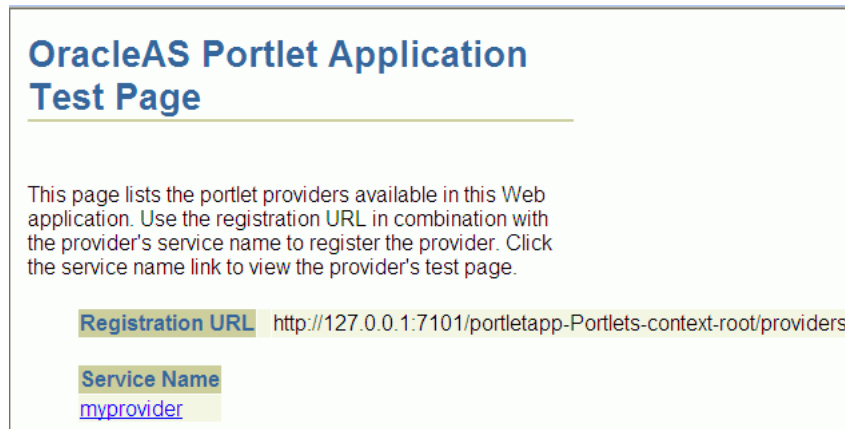 OracleAS Portlet Application
Test Page
This page lists the portlet providers available in this Web
application. Use the registration URL in combination with
the provider's service name to register the provider. Click
the service name link to view the provider's test page.
Registration URL http://127.0.0.1:7101/portletapp-Portlets-context-root/providers
Service Name
myprovider